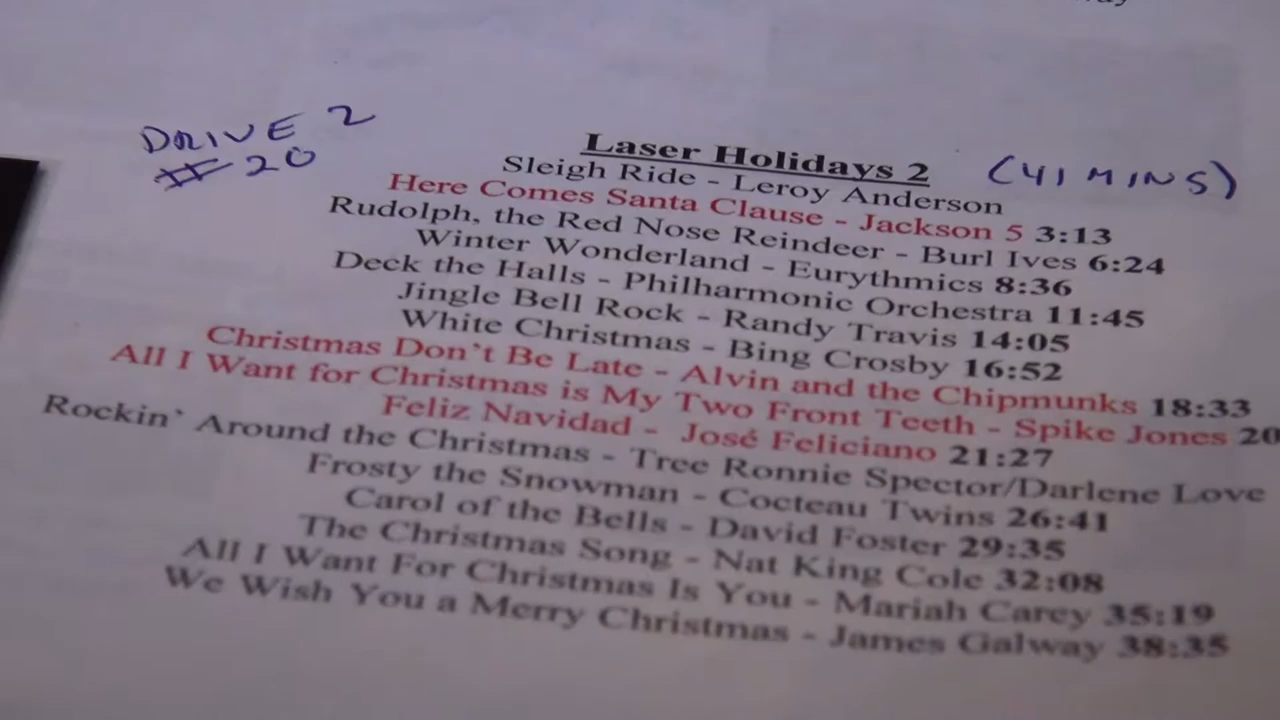 DRIVE 2
#20
Laser Holidays 2 (41 MINS)
Sleigh Ride - Leroy Anderson
Here Comes Santa Clause - Jackson 5 3:13
Rudolph, the Red Nose Reindeer - Burl Ives 6:24
Winter Wonderland - Eurythmics 8:36
Deck the Halls - Philharmonic Orchestra 11:45
Jingle Bell Rock - Randy Travis 14:05
White Christmas - Bing Crosby 16:52
Christmas Don't Be Late - Alvin and the Chipmunks 18:33
All I Want for Christmas is My Two Front Teeth - Spike Jones 20
Feliz Navidad - José Feliciano 21:27
Rockin' Around the Christmas - Tree Ronnie Spector/Darlene Love
Frosty the Snowman - Cocteau Twins 26:41
Carol of the Bells - David Foster 29:35
The Christmas Song - Nat King Cole 32:08
All I Want For Christmas Is You - Mariah Carey 35:19
We Wish You a Merry Christmas - James Galway 38:35